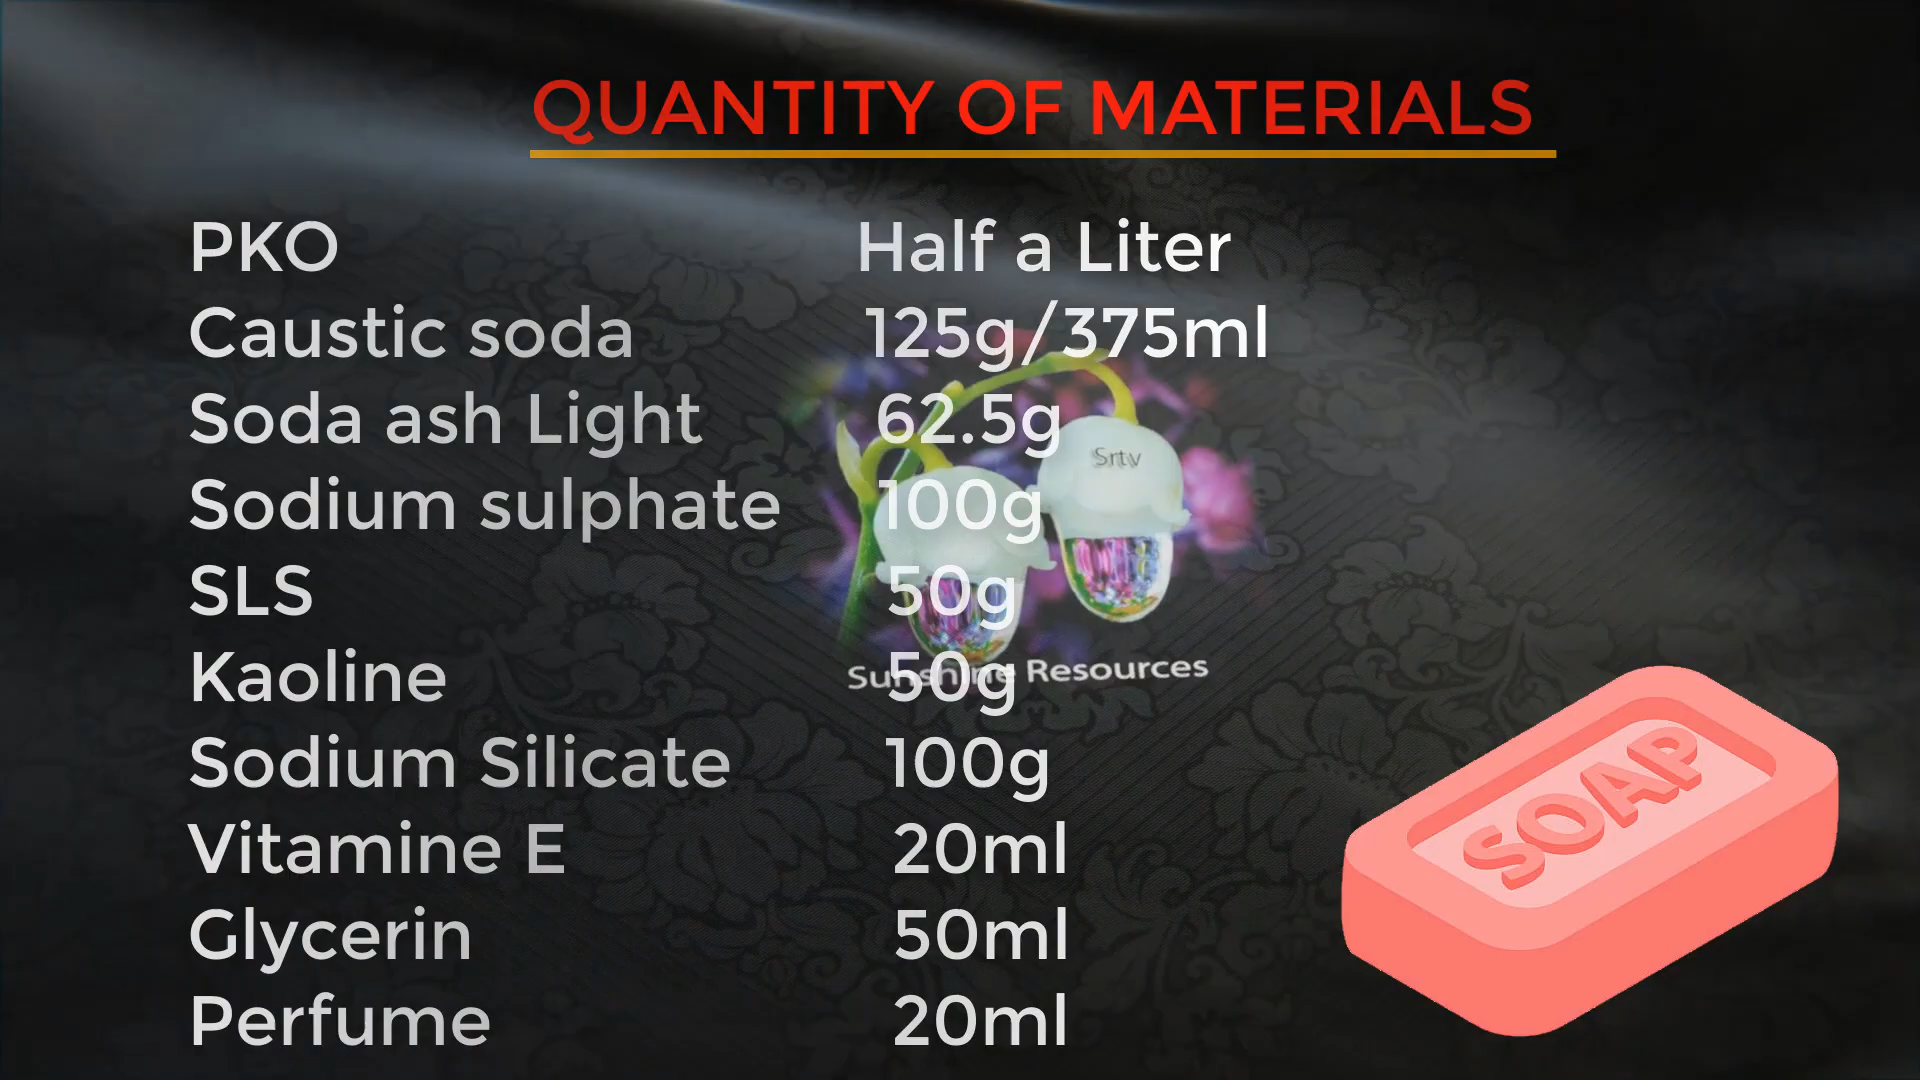 QUANTITY OF MATERIALS
PKO Half a Liter
Caustic soda 125g/375ml
Soda ash Light 62.5g
Srtv
Sodium sulphate 100g
SLS 50g
Kaoline 50g
Sunshine Resources
Sodium Silicate 100g
SOAP
Vitamine E 20ml
Glycerin 50ml
Perfume 20ml